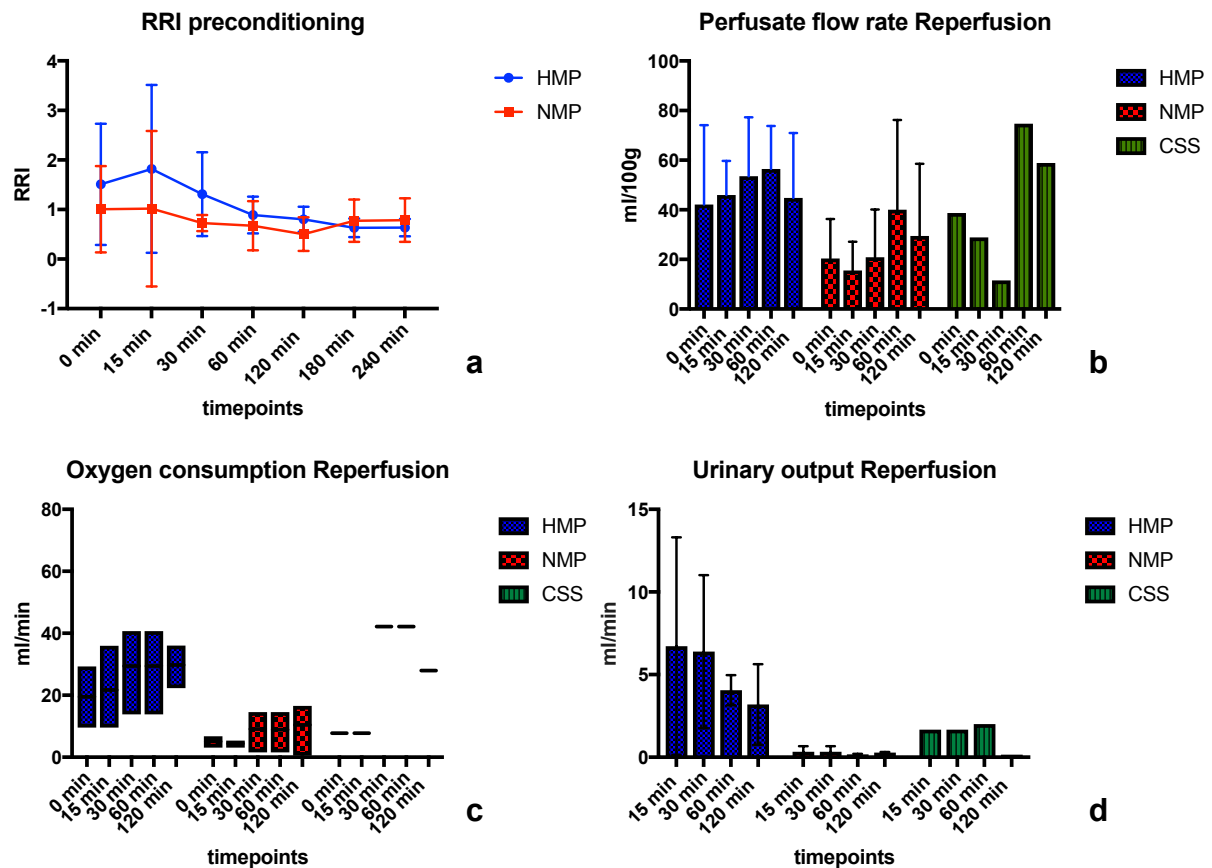 RRI preconditioning
4
3
2
1
0
-1
RRI
HMP
NMP
0 min
15 min
30 min
60 min
120 min
180 min
240 min
timepoints
a
Perfusate flow rate Reperfusion
100
80
60
40
20
0
ml/100g
HMP
NMP
CSS
0 min
15 min
30 min
60 min
120 min
0 min
15 min
30 min
60 min
120 min
0 min
15 min
30 min
60 min
120 min
timepoints
b
Oxygen consumption Reperfusion
80
60
40
20
0
ml/min
HMP
NMP
CSS
0 min
15 min
30 min
60 min
120 min
0 min
15 min
30 min
60 min
120 min
0 min
15 min
30 min
60 min
120 min
timepoints
c
Urinary output Reperfusion
15
10
5
0
ml/min
HMP
NMP
CSS
15 min
30 min
60 min
120 min
15 min
30 min
60 min
120 min
15 min
30 min
60 min
120 min
timepoints
d